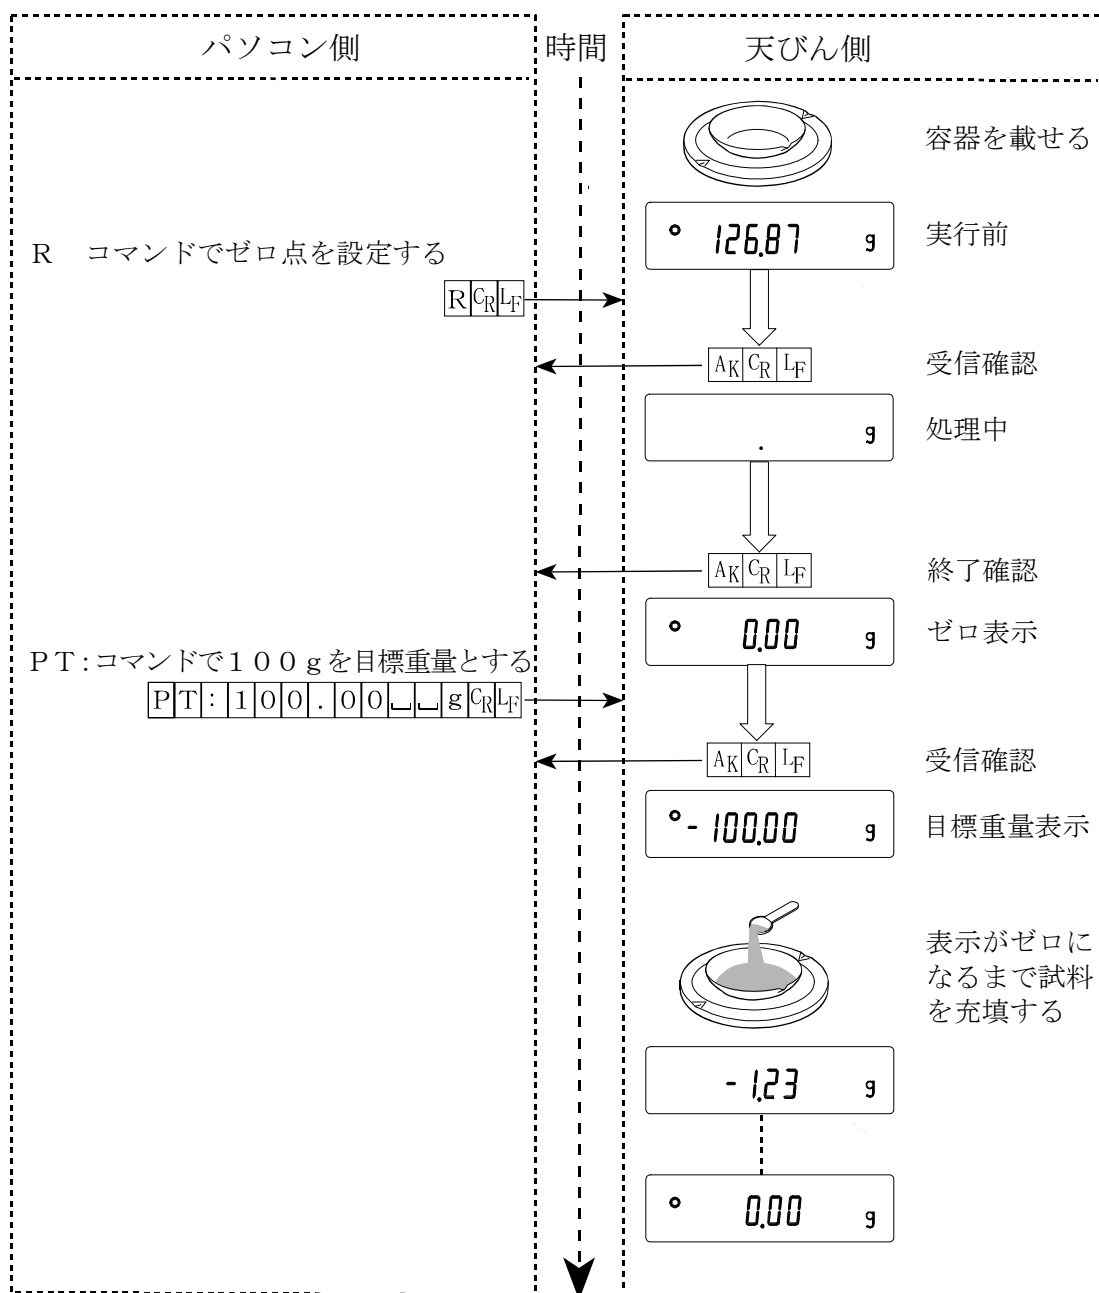 パソコン側 時間 天びん側
容器を載せる
° 126.87 g 実行前
R コマンドでゼロ点を設定する
R CR LF
AK CR LF 受信確認
. g 処理中
AK CR LF 終了確認
° 0.00 g ゼロ表示
PT:コマンドで100gを目標重量とする
PT:100.00␣␣g CR LF
AK CR LF 受信確認
°-100.00 g 目標重量表示
表示がゼロに
なるまで試料
を充填する
-1.23 g
° 0.00 g